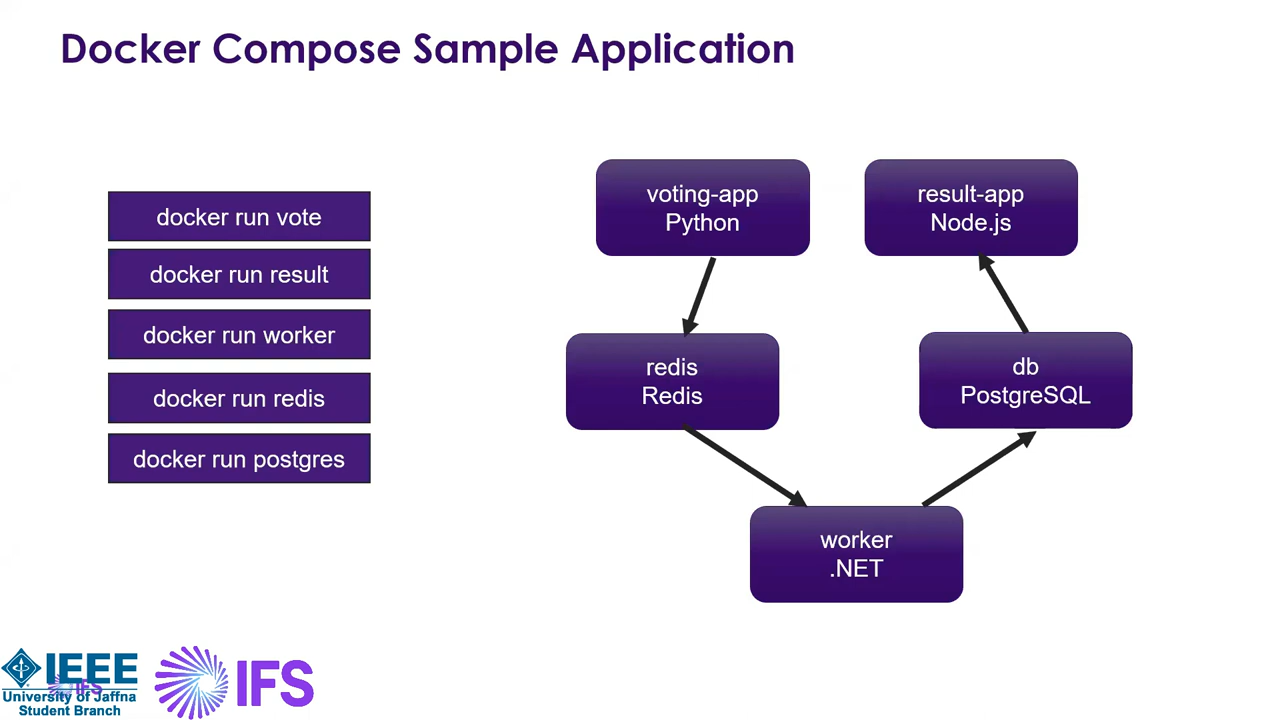 Docker Compose Sample Application
docker run vote
docker run result
docker run worker
docker run redis
docker run postgres
voting-app
Python
result-app
Node.js
redis
Redis
db
PostgreSQL
worker
.NET
IEEE
IFS
University of Jaffna
Student Branch
IFS